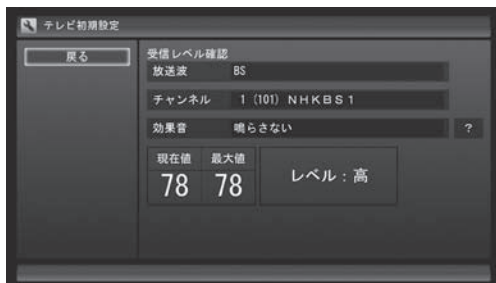 テレビ初期設定
戻る
受信レベル確認
放送波 BS
チャンネル 1 (101) NHKBS1
効果音 鳴らさない ?
現在値 最大値
78 78
レベル：高